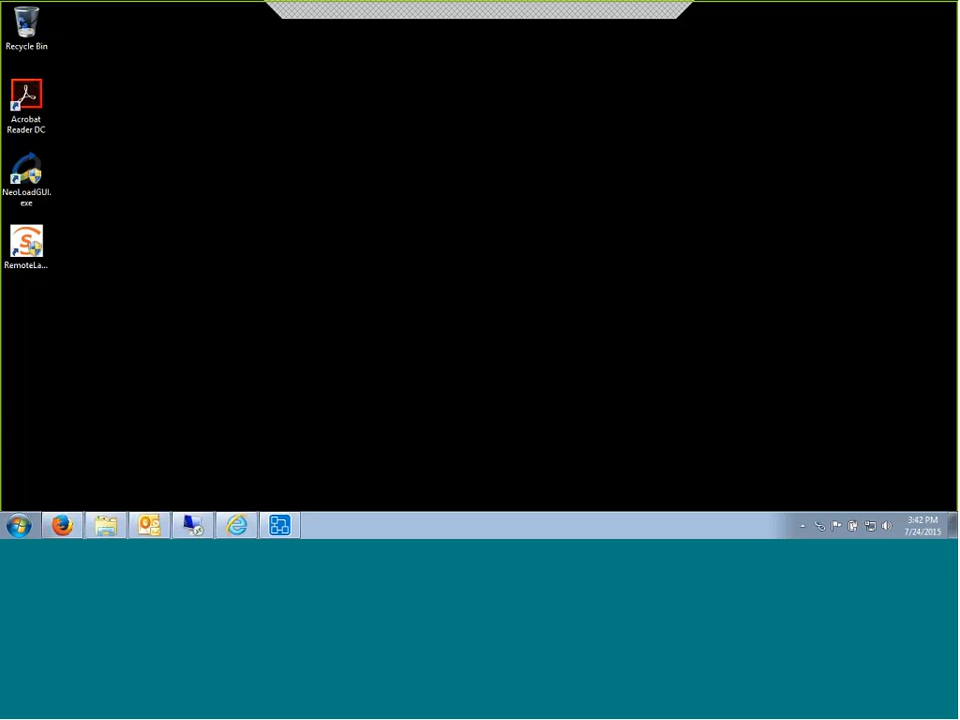 Recycle Bin
Acrobat
Reader DC
NeoLoadGUI.
exe
RemoteLa...
3:42 PM
7/24/2015